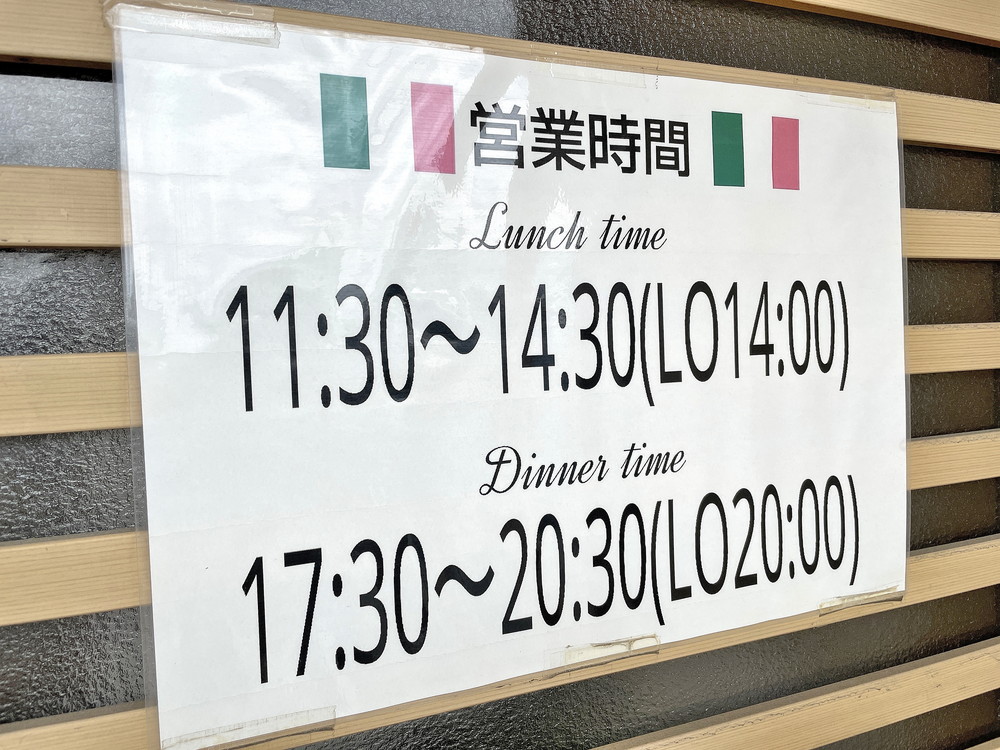 営業時間
Lunch time
11:30～14:30(LO14:00)
Dinner time
17:30～20:30(LO20:00)